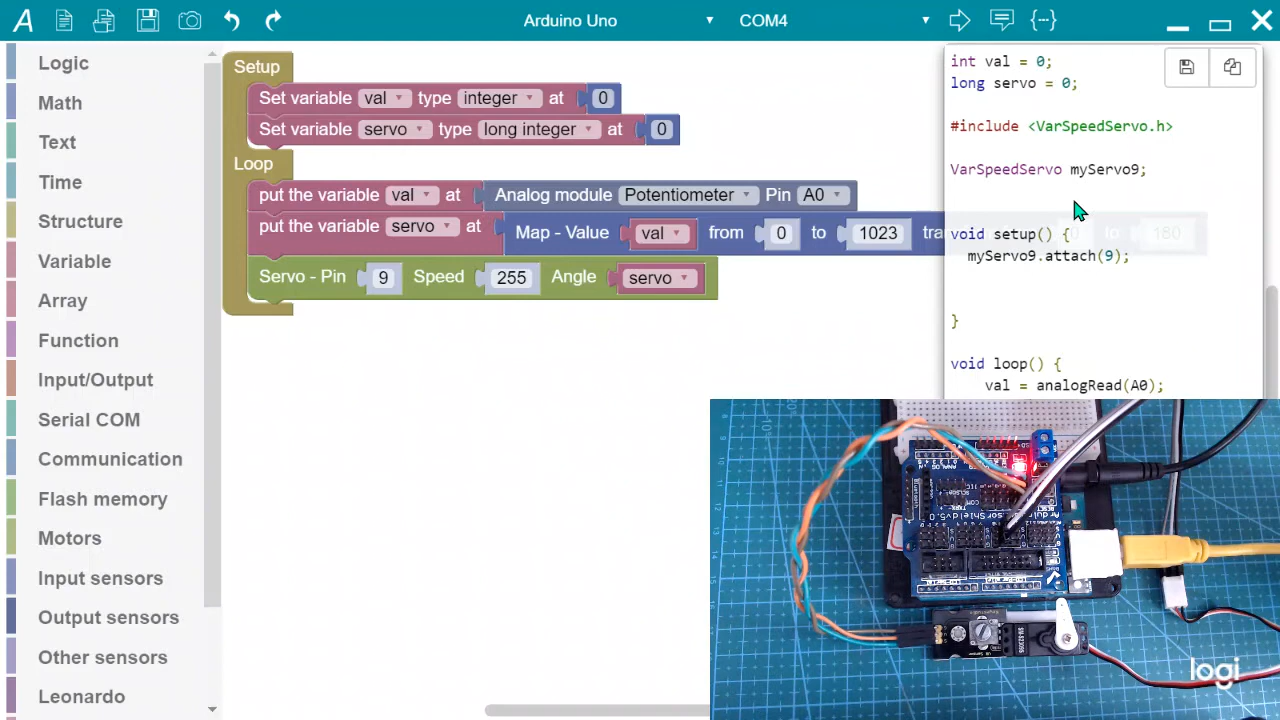 A
Arduino Uno
COM4
Logic
Math
Text
Time
Structure
Variable
Array
Function
Input/Output
Serial COM
Communication
Flash memory
Motors
Input sensors
Output sensors
Other sensors
Leonardo
Setup
Set variable val type integer at 0
Set variable servo type long integer at 0
Loop
put the variable val at Analog module Potentiometer Pin A0
put the variable servo at Map - Value val from 0 to 1023 to 180
Servo - Pin 9 Speed 255 Angle servo
int val = 0;
long servo = 0;
#include <VarSpeedServo.h>
VarSpeedServo myServo9;
void setup() {
myServo9.attach(9);
}
void loop() {
val = analogRead(A0);
logi